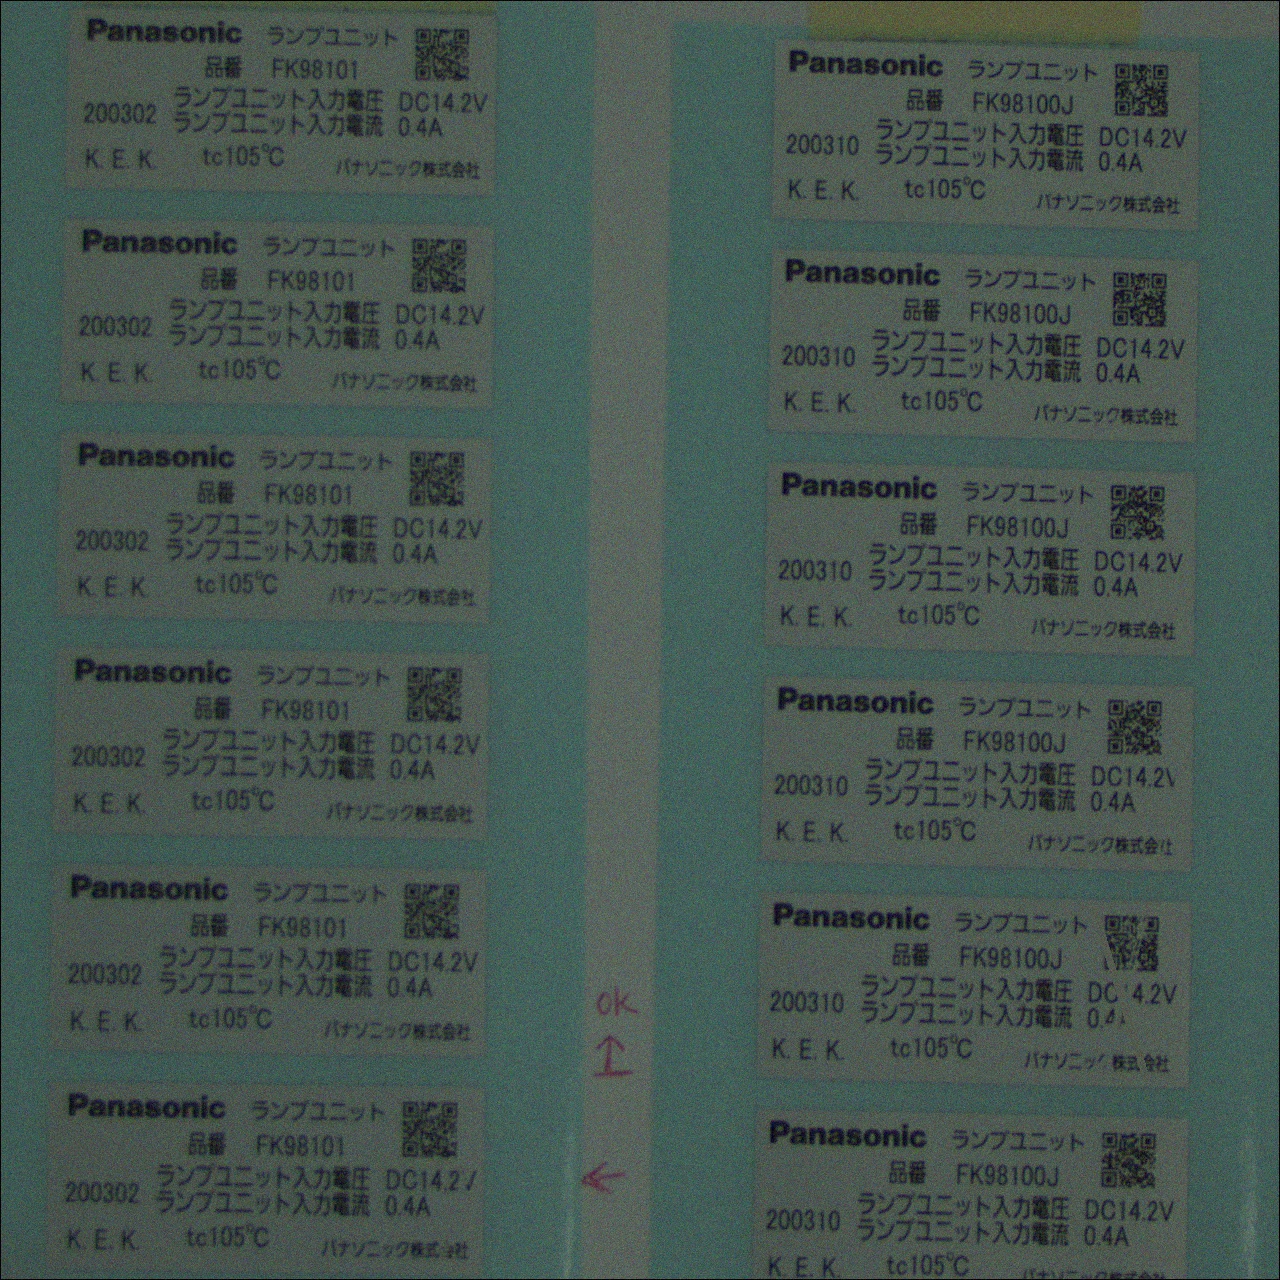 Panasonic ランプユニット
品番 FK98101
ランプユニット入力電圧 DC14.2V
200302
ランプユニット入力電流 0.4A
K. E. K. tc105℃
パナソニック株式会社
Panasonic ランプユニット
品番 FK98101
ランプユニット入力電圧 DC14.2V
200302
ランプユニット入力電流 0.4A
K. E. K. tc105℃
パナソニック株式会社
Panasonic ランプユニット
品番 FK98101
ランプユニット入力電圧 DC14.2V
200302
ランプユニット入力電流 0.4A
K. E. K. tc105℃
パナソニック株式会社
Panasonic ランプユニット
品番 FK98101
ランプユニット入力電圧 DC14.2V
200302
ランプユニット入力電流 0.4A
K. E. K. tc105℃
パナソニック株式会社
Panasonic ランプユニット
品番 FK98101
ランプユニット入力電圧 DC14.2V
200302
ランプユニット入力電流 0.4A
K. E. K. tc105℃
パナソニック株式会社
Panasonic ランプユニット
品番 FK98101
ランプユニット入力電圧
200302
ランプユニット入力電流 0.4A
K. E. K. tc105℃
パナソニック株式会社
OK
Panasonic ランプユニット
品番 FK98100J
ランプユニット入力電圧 DC14.2V
200310
ランプユニット入力電流 0.4A
K. E. K. tc105℃
パナソニック株式会社
Panasonic ランプユニット
品番 FK98100J
ランプユニット入力電圧 DC14.2V
200310
ランプユニット入力電流 0.4A
K. E. K. tc105℃
パナソニック株式会社
Panasonic ランプユニット
品番 FK98100J
ランプユニット入力電圧 DC14.2V
200310
ランプユニット入力電流 0.4A
K. E. K. tc105℃
パナソニック株式会社
Panasonic ランプユニット
品番 FK98100J
ランプユニット入力電圧 DC14.2V
200310
ランプユニット入力電流 0.4A
K. E. K. tc105℃
パナソニック株式会社
Panasonic ランプユニット
品番 FK98100J
ランプユニット入力電圧
200310
ランプユニット入力電流
K. E. K. tc105℃
Panasonic ランプユニット
品番 FK98100J
ランプユニット入力電圧 DC14.2V
200310
ランプユニット入力電流 0.4A
K. E. K. tc105℃